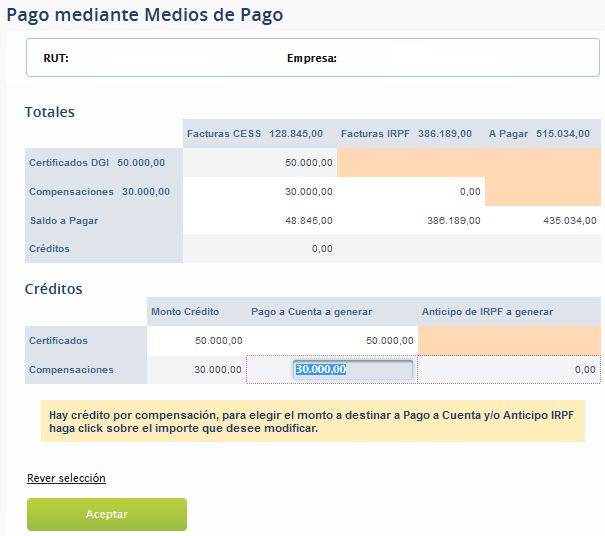 Pago mediante Medios de Pago
RUT: Empresa:
Totales
Facturas CESS 128.845,00 Facturas IRPF 386.189,00 A Pagar 515.034,00
Certificados DGI 50.000,00 50.000,00
Compensaciones 30.000,00 30.000,00 0,00
Saldo a Pagar 48.845,00 386.189,00 435.034,00
Créditos 0,00
Créditos
Monto Crédito Pago a Cuenta a generar Anticipo de IRPF a generar
Certificados 50.000,00 50.000,00
Compensaciones 30.000,00 30.000,00 0,00
Hay crédito por compensación, para elegir el monto a destinar a Pago a Cuenta y/o Anticipo IRPF
haga click sobre el importe que desee modificar.
Rever selección
Aceptar